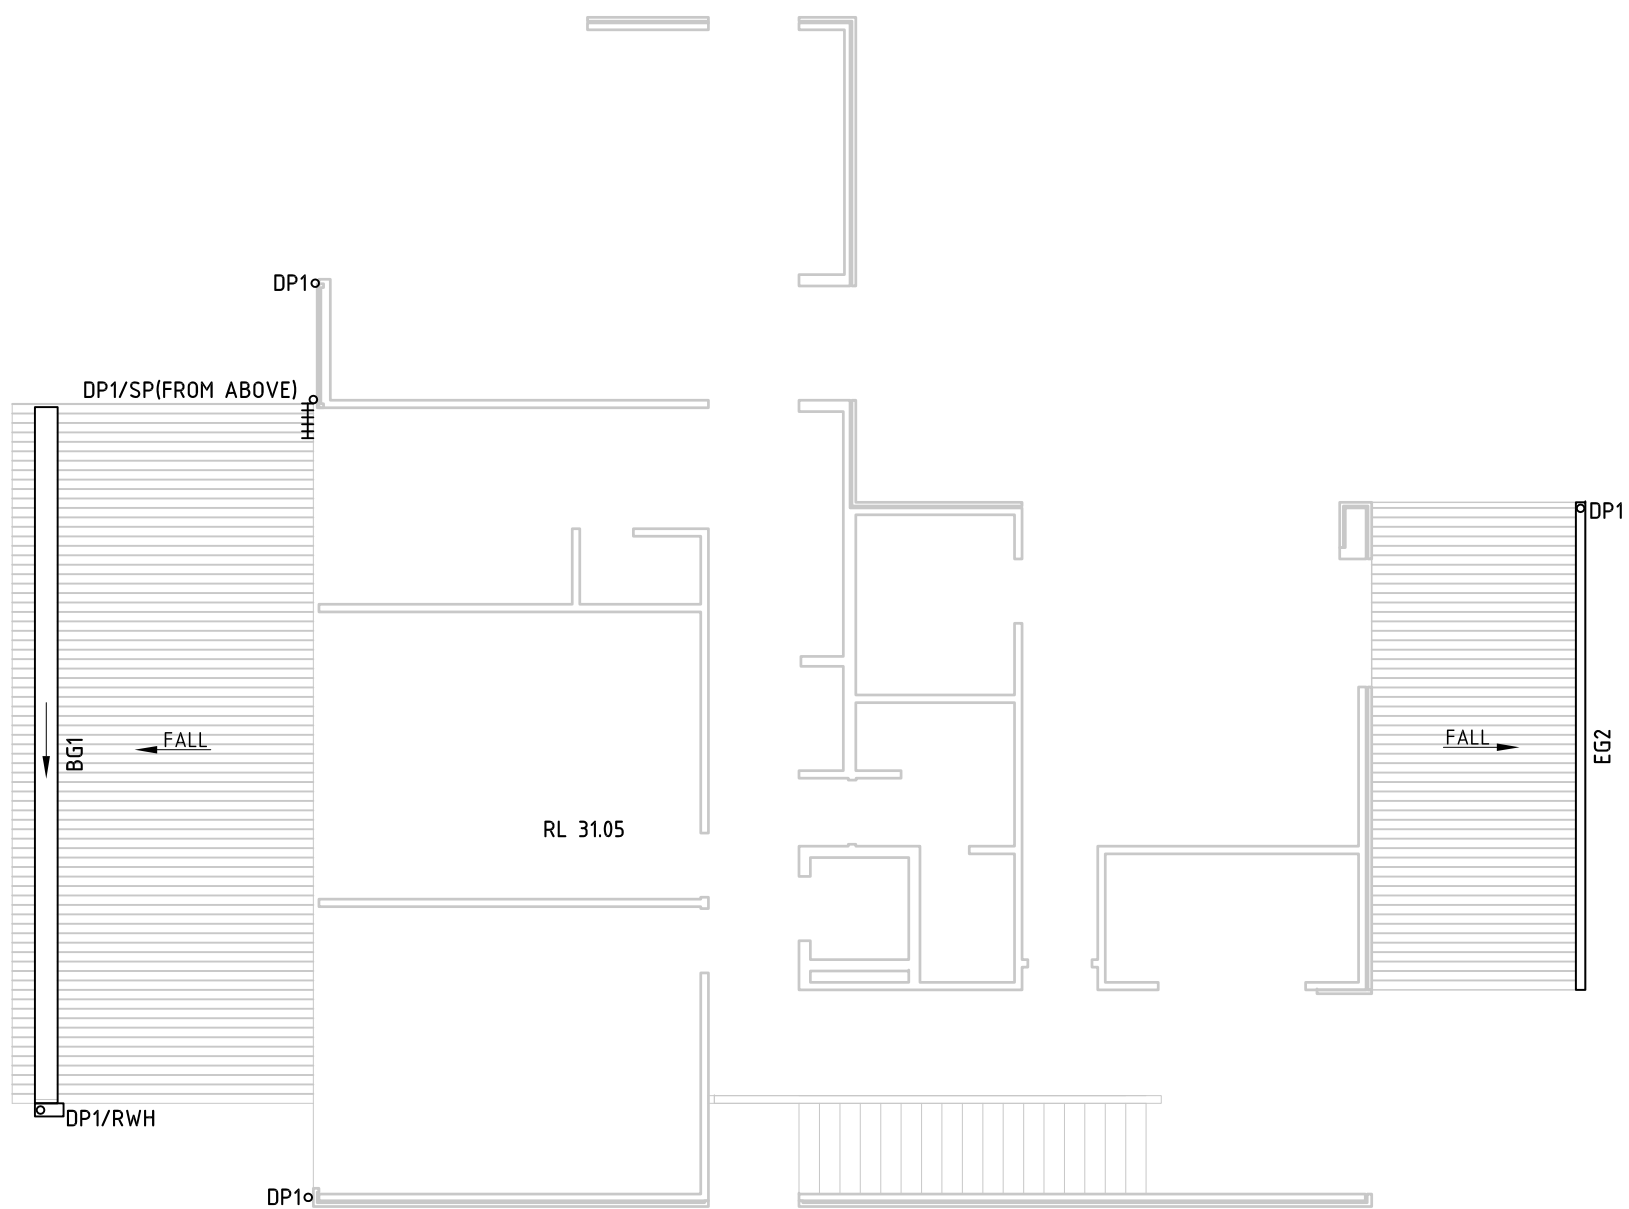 DP1
DP1/SP(FROM ABOVE)
DP1
FALL
BG1
FALL
EG2
RL 31.05
DP1/RWH
DP1